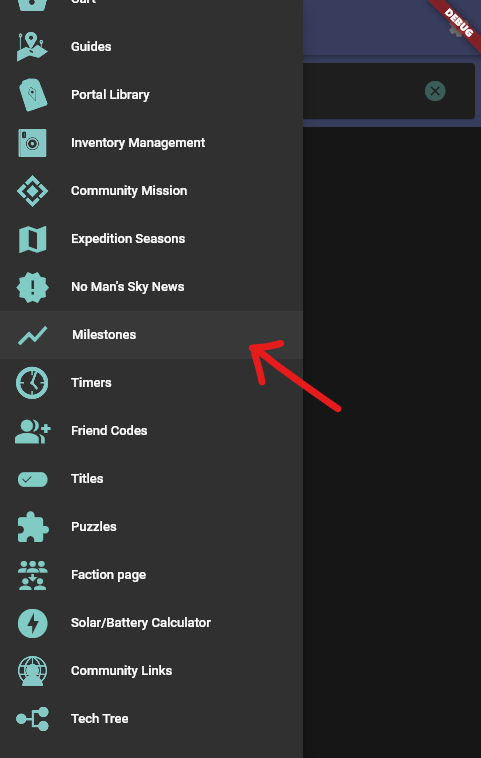 Cart
DEBUG
Guides
Portal Library
Inventory Management
Community Mission
Expedition Seasons
No Man's Sky News
Milestones
Timers
Friend Codes
Titles
Puzzles
Faction page
Solar/Battery Calculator
Community Links
Tech Tree